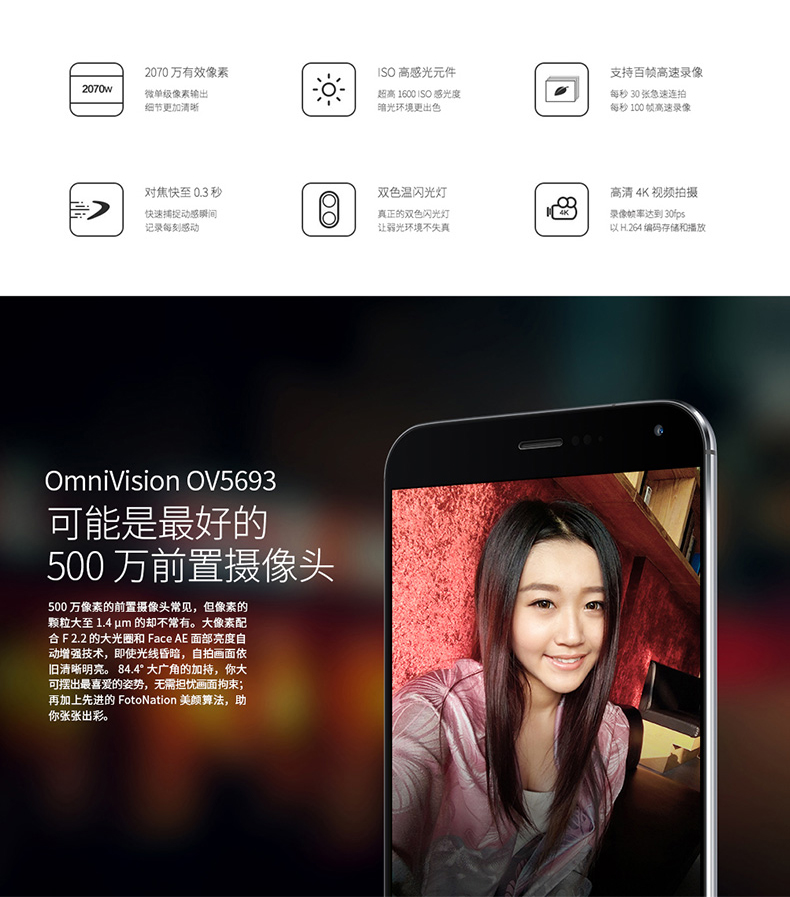 2070w
2070 万有效像素
微单级像素输出
细节更加清晰
ISO 高感光元件
超高 1600 ISO 感光度
暗光环境更出色
支持百帧高速录像
每秒 30 张急速连拍
每秒 100 帧高速录像
对焦快至 0.3 秒
快速捕捉动感瞬间
记录每刻感动
双色温闪光灯
真正的双色闪光灯
让弱光环境不失真
4K
高清 4K 视频拍摄
录像帧率达到 30fps
以 H.264 编码存储和播放
OmniVision OV5693
可能是最好的
500 万前置摄像头
500 万像素的前置摄像头常见，但像素的
颗粒大至 1.4 μm 的却不常有。大像素配
合 F 2.2 的大光圈和 Face AE 面部亮度自
动增强技术，即使光线昏暗，自拍画面依
旧清晰明亮。 84.4° 大广角的加持，你大
可摆出最喜爱的姿势，无需担忧画面拘束；
再加上先进的 FotoNation 美颜算法，助
你张张出彩。